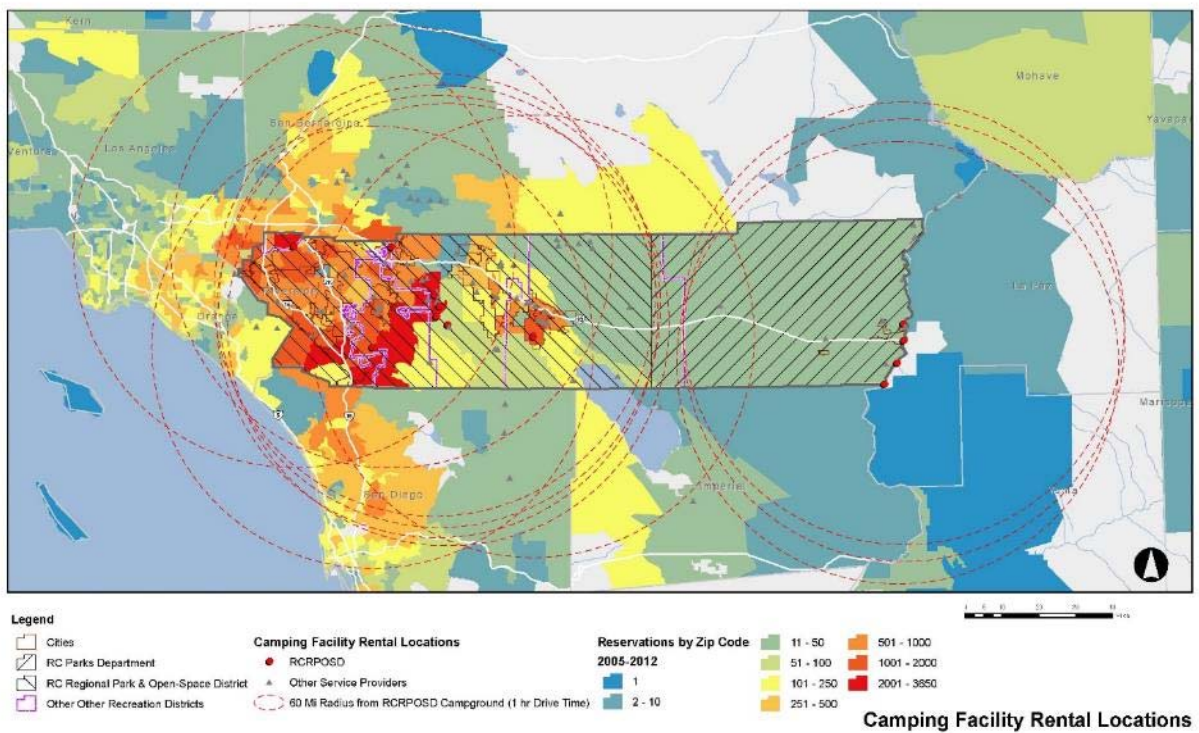 Kern
Mohave
Yavapai
San Bernardino
Ventura
Los Angeles
Orange
La Paz
Maricopa
San Diego
Imperial
Yuma
Legend
Cities
RC Parks Department
RC Regional Park & Open-Space District
Other Other Recreation Districts
Camping Facility Rental Locations
RCRPOSD
Other Service Providers
60 Mi Radius from RCRPOSD Campground (1 hr Drive Time)
Reservations by Zip Code
2005-2012
1
2 - 10
11 - 50
51 - 100
101 - 250
251 - 500
501 - 1000
1001 - 2000
2001 - 3650
Camping Facility Rental Locations